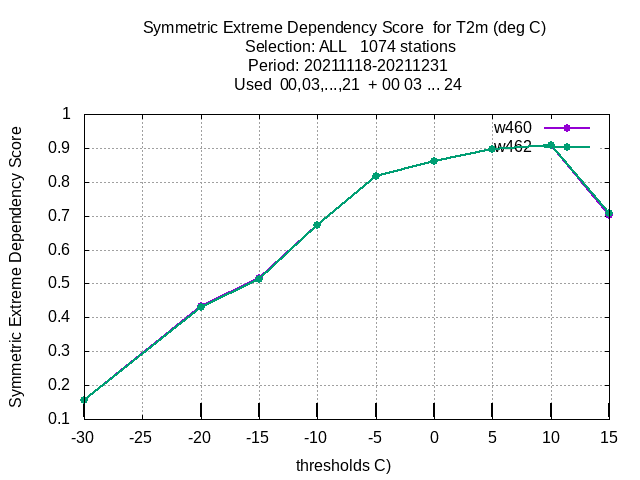 Symmetric Extreme Dependency Score  for T2m (deg C)
Selection: ALL   1074 stations
Period: 20211118-20211231
Used  00,03,...,21  + 00 03 ... 24
w460
w462
Symmetric Extreme Dependency Score
1
0.9
0.8
0.7
0.6
0.5
0.4
0.3
0.2
0.1
-30 -25 -20 -15 -10 -5 0 5 10 15
thresholds C)